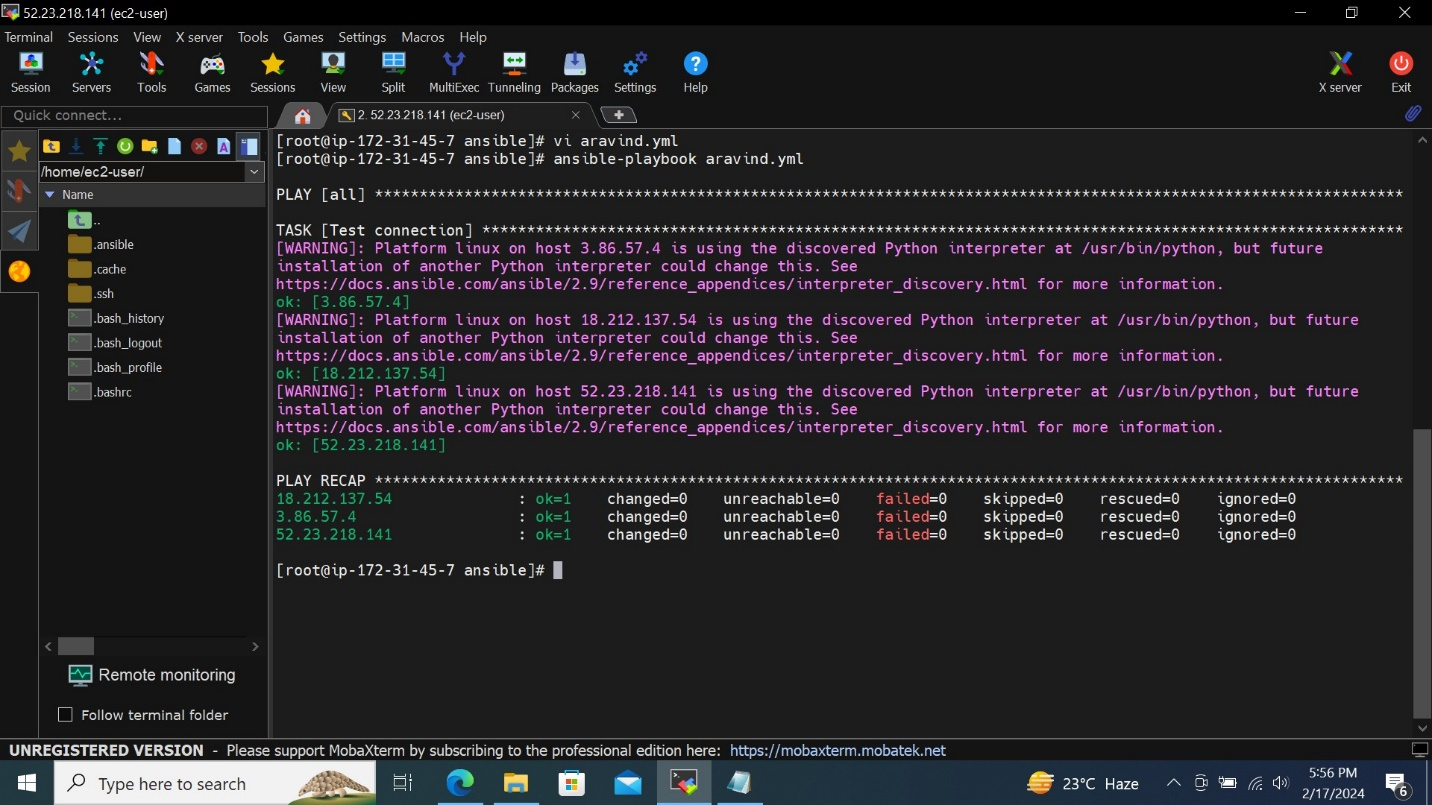 52.23.218.141 (ec2-user)
Terminal Sessions View X server Tools Games Settings Macros Help
Session Servers Tools Games Sessions View Split MultiExec Tunneling Packages Settings Help X server Exit
Quick connect...
2. 52.23.218.141 (ec2-user)
/home/ec2-user/
Name
..
.ansible
.cache
.ssh
.bash_history
.bash_logout
.bash_profile
.bashrc
Remote monitoring
Follow terminal folder
[root@ip-172-31-45-7 ansible]# vi aravind.yml
[root@ip-172-31-45-7 ansible]# ansible-playbook aravind.yml
PLAY [all] ******************************************************************************************************************
TASK [Test connection] ******************************************************************************************************
[WARNING]: Platform linux on host 3.86.57.4 is using the discovered Python interpreter at /usr/bin/python, but future
installation of another Python interpreter could change this. See
https://docs.ansible.com/ansible/2.9/reference_appendices/interpreter_discovery.html for more information.
ok: [3.86.57.4]
[WARNING]: Platform linux on host 18.212.137.54 is using the discovered Python interpreter at /usr/bin/python, but future
installation of another Python interpreter could change this. See
https://docs.ansible.com/ansible/2.9/reference_appendices/interpreter_discovery.html for more information.
ok: [18.212.137.54]
[WARNING]: Platform linux on host 52.23.218.141 is using the discovered Python interpreter at /usr/bin/python, but future
installation of another Python interpreter could change this. See
https://docs.ansible.com/ansible/2.9/reference_appendices/interpreter_discovery.html for more information.
ok: [52.23.218.141]
PLAY RECAP ******************************************************************************************************************
18.212.137.54 : ok=1 changed=0 unreachable=0 failed=0 skipped=0 rescued=0 ignored=0
3.86.57.4 : ok=1 changed=0 unreachable=0 failed=0 skipped=0 rescued=0 ignored=0
52.23.218.141 : ok=1 changed=0 unreachable=0 failed=0 skipped=0 rescued=0 ignored=0
[root@ip-172-31-45-7 ansible]#
UNREGISTERED VERSION - Please support MobaXterm by subscribing to the professional edition here: https://mobaxterm.mobatek.net
Type here to search
23°C Haze
5:56 PM
2/17/2024
6